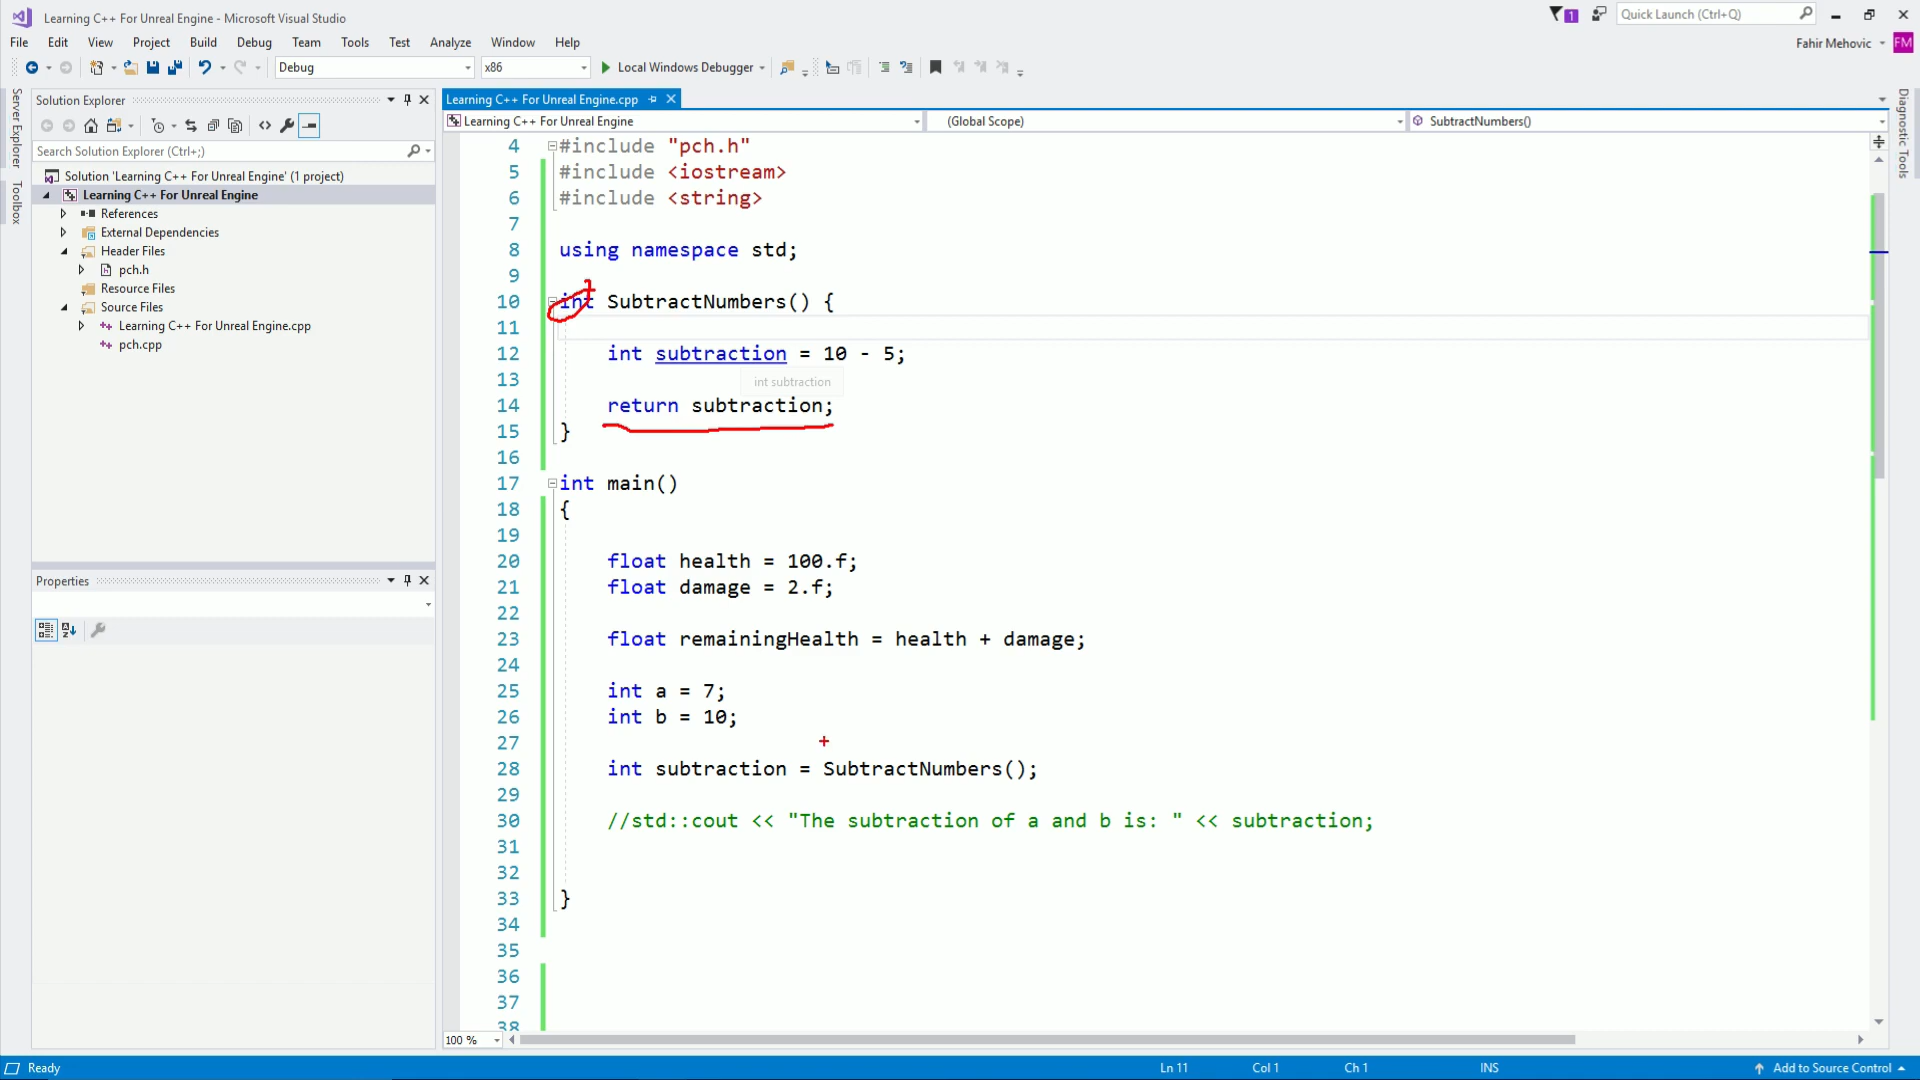 Learning C++ For Unreal Engine - Microsoft Visual Studio
1
Quick Launch (Ctrl+Q)
File Edit View Project Build Debug Team Tools Test Analyze Window Help
Fahir Mehovic FM
Debug x86 Local Windows Debugger
Server Explorer
Toolbox
Solution Explorer
Search Solution Explorer (Ctrl+;)
Solution 'Learning C++ For Unreal Engine' (1 project)
Learning C++ For Unreal Engine
References
External Dependencies
Header Files
pch.h
Resource Files
Source Files
Learning C++ For Unreal Engine.cpp
pch.cpp
Properties
Learning C++ For Unreal Engine.cpp
Learning C++ For Unreal Engine (Global Scope) SubtractNumbers()
4 #include "pch.h"
5 #include <iostream>
6 #include <string>
7
8 using namespace std;
9
10 int SubtractNumbers() {
11
12 int subtraction = 10 - 5;
13
int subtraction
14 return subtraction;
15 }
16
17 int main()
18 {
19
20 float health = 100.f;
21 float damage = 2.f;
22
23 float remainingHealth = health + damage;
24
25 int a = 7;
26 int b = 10;
27
28 int subtraction = SubtractNumbers();
29
30 //std::cout << "The subtraction of a and b is: " << subtraction;
31
32
33 }
34
35
36
37
38
100 %
Diagnostic Tools
Ready Ln 11 Col 1 Ch 1 INS Add to Source Control